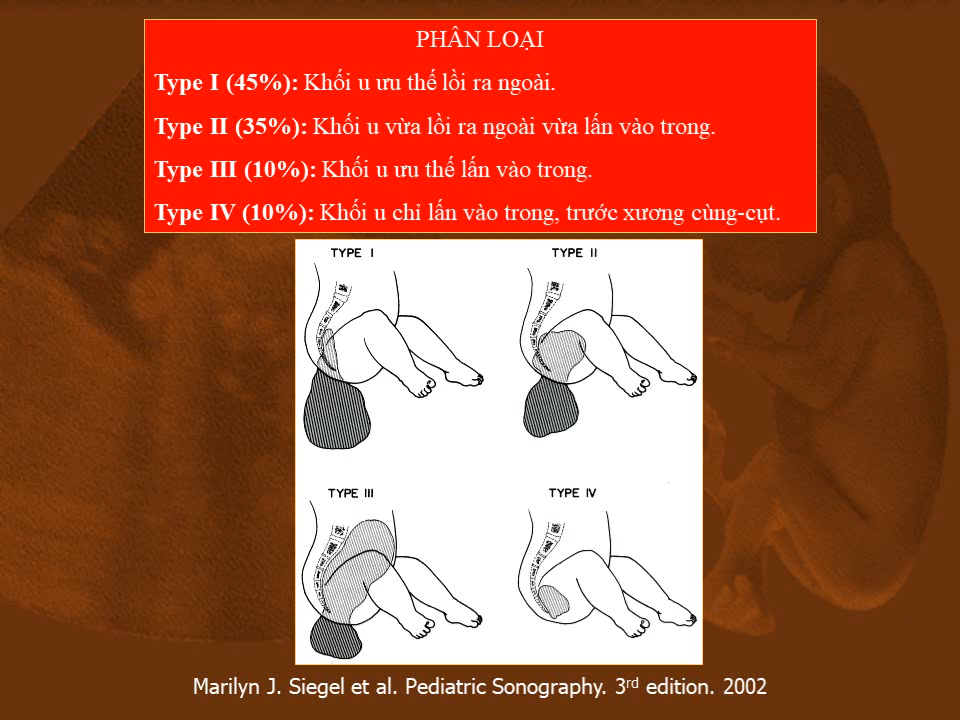 PHÂN LOẠI
Type I (45%): Khối u ưu thế lồi ra ngoài.
Type II (35%): Khối u vừa lồi ra ngoài vừa lấn vào trong.
Type III (10%): Khối u ưu thế lấn vào trong.
Type IV (10%): Khối u chỉ lấn vào trong, trước xương cùng-cụt.
TYPE I
TYPE II
TYPE III
TYPE IV
Marilyn J. Siegel et al. Pediatric Sonography. 3rd edition. 2002